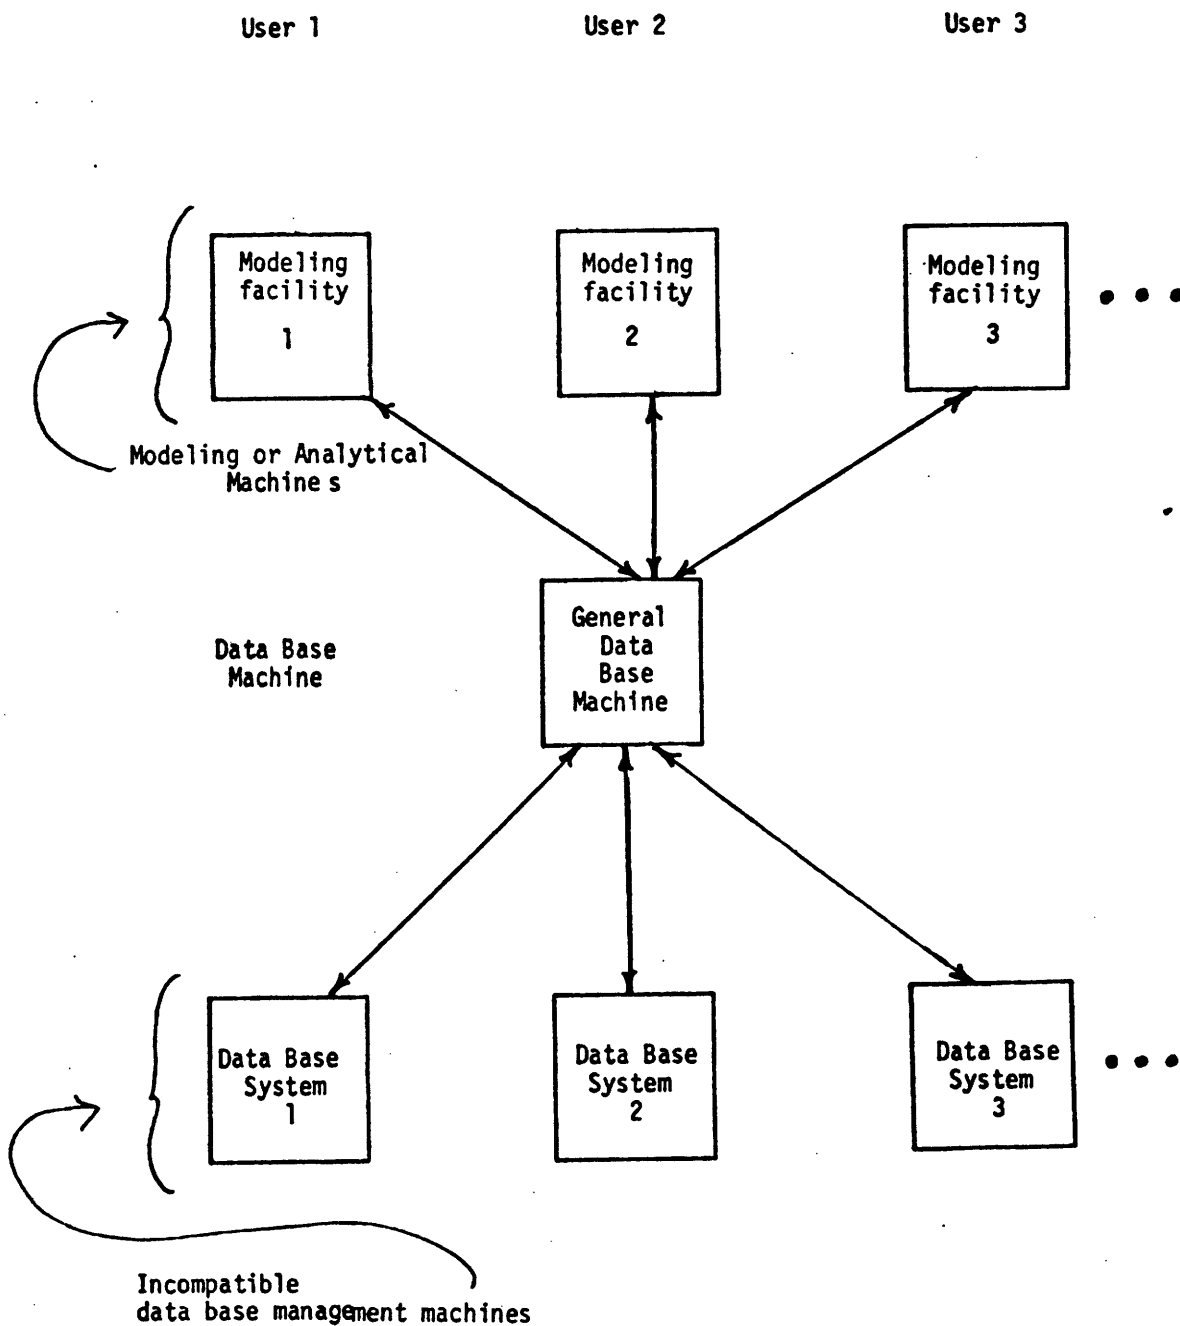 User 1
User 2
User 3
Modeling
facility
1
Modeling
facility
2
Modeling
facility
3
Modeling or Analytical
Machines
General
Data
Base
Machine
Data Base
Machine
Data Base
System
1
Data Base
System
2
Data Base
System
3
Incompatible
data base management machines